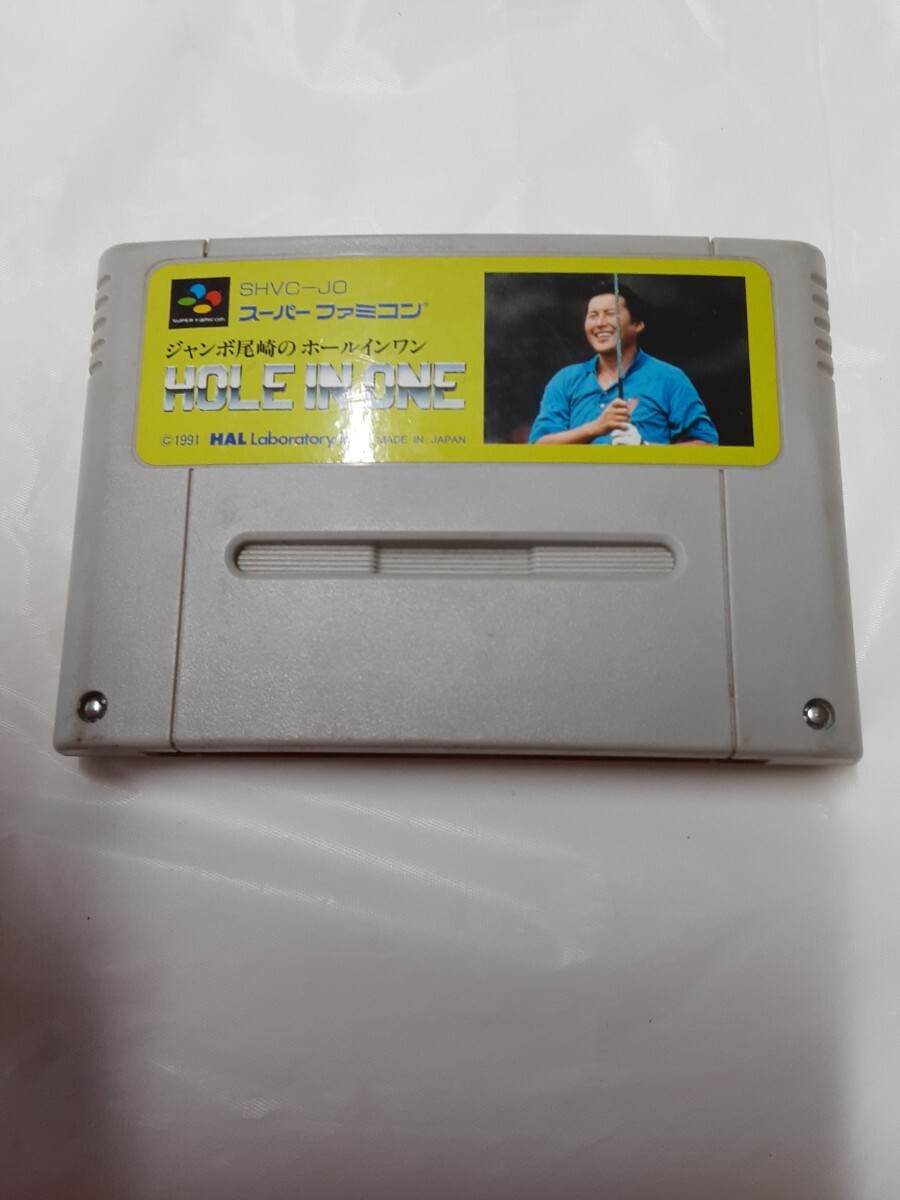 SHVC-JO
SUPER FAMICOM
スーパーファミコン®
ジャンボ尾崎の ホールインワン
HOLE IN ONE
© 1991 HAL Laboratory, MADE IN JAPAN